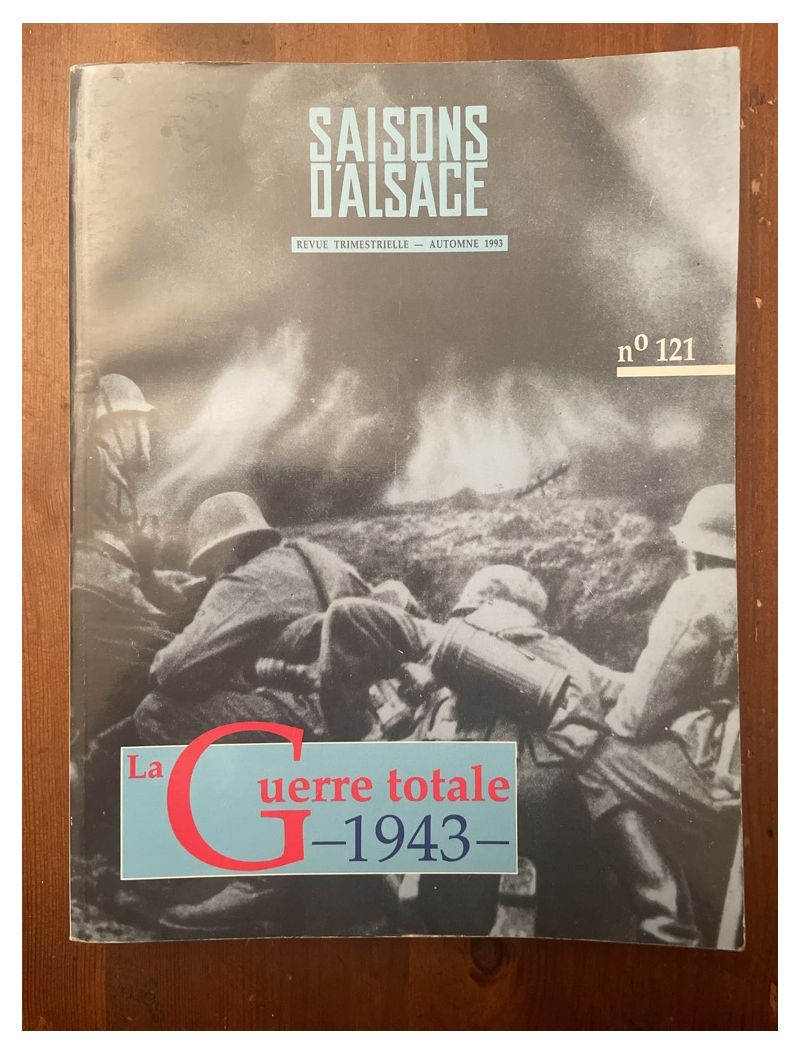 SAISONS
D'ALSACE
REVUE TRIMESTRIELLE — AUTOMNE 1993
nº 121
La Guerre totale
–1943–